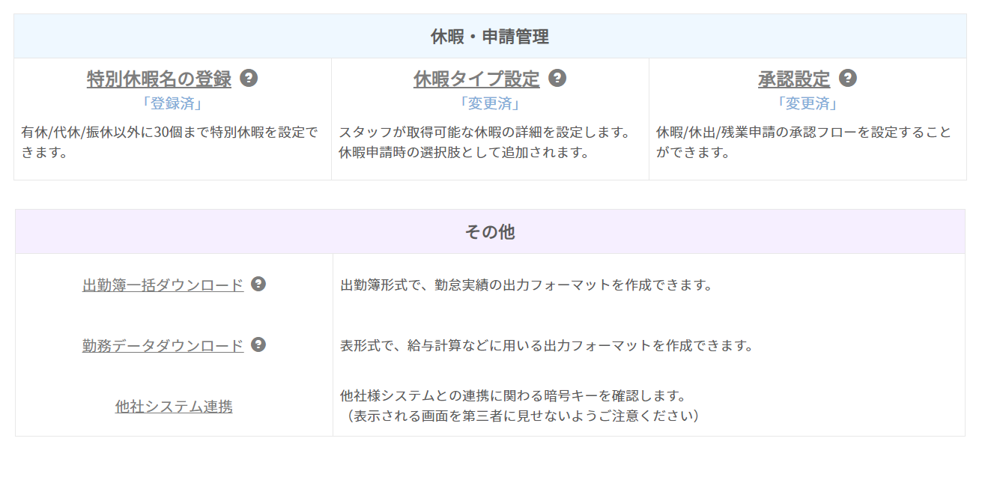 休暇・申請管理
特別休暇名の登録 ?
「登録済」
有休/代休/振休以外に30個まで特別休暇を設定で
きます。
休暇タイプ設定 ?
「変更済」
スタッフが取得可能な休暇の詳細を設定します。
休暇申請時の選択肢として追加されます。
承認設定 ?
「変更済」
休暇/休出/残業申請の承認フローを設定すること
ができます。
その他
出勤簿一括ダウンロード ?
出勤簿形式で、勤怠実績の出力フォーマットを作成できます。
勤務データダウンロード ?
表形式で、給与計算などに用いる出力フォーマットを作成できます。
他社システム連携
他社様システムとの連携に関わる暗号キーを確認します。
（表示される画面を第三者に見せないようご注意ください）